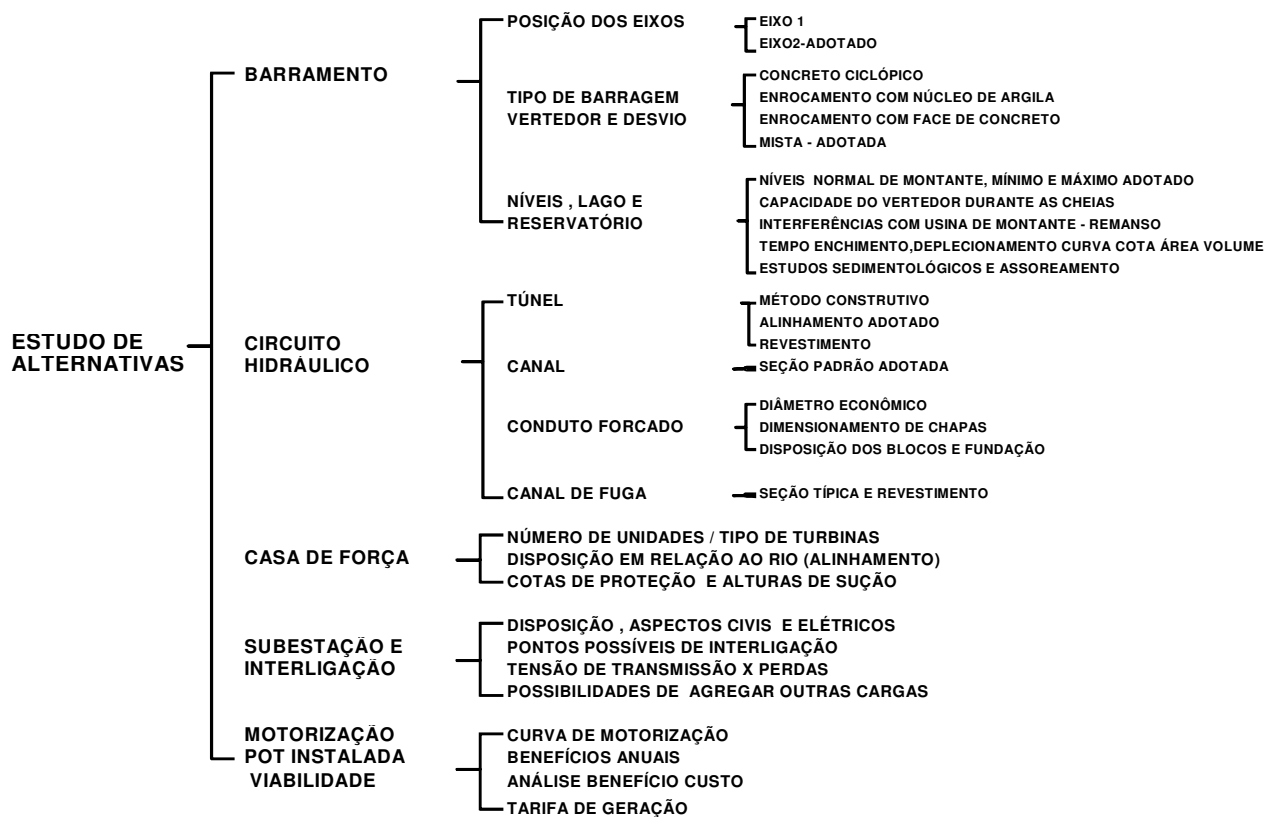 ESTUDO DE
ALTERNATIVAS
BARRAMENTO
POSIÇÃO DOS EIXOS
EIXO 1
EIXO2-ADOTADO
TIPO DE BARRAGEM
VERTEDOR E DESVIO
CONCRETO CICLÓPICO
ENROCAMENTO COM NÚCLEO DE ARGILA
ENROCAMENTO COM FACE DE CONCRETO
MISTA - ADOTADA
NÍVEIS , LAGO E
RESERVATÓRIO
NÍVEIS NORMAL DE MONTANTE, MÍNIMO E MÁXIMO ADOTADO
CAPACIDADE DO VERTEDOR DURANTE AS CHEIAS
INTERFERÊNCIAS COM USINA DE MONTANTE - REMANSO
TEMPO ENCHIMENTO,DEPLECIONAMENTO CURVA COTA ÁREA VOLUME
ESTUDOS SEDIMENTOLÓGICOS E ASSOREAMENTO
CIRCUITO
HIDRÁULICO
TÚNEL
MÉTODO CONSTRUTIVO
ALINHAMENTO ADOTADO
REVESTIMENTO
CANAL
SEÇÃO PADRÃO ADOTADA
CONDUTO FORCADO
DIÂMETRO ECONÔMICO
DIMENSIONAMENTO DE CHAPAS
DISPOSIÇÃO DOS BLOCOS E FUNDAÇÃO
CANAL DE FUGA
SEÇÃO TÍPICA E REVESTIMENTO
CASA DE FORÇA
NÚMERO DE UNIDADES / TIPO DE TURBINAS
DISPOSIÇÃO EM RELAÇÃO AO RIO (ALINHAMENTO)
COTAS DE PROTEÇÃO E ALTURAS DE SUÇÃO
SUBESTAÇÃO E
INTERLIGAÇÃO
DISPOSIÇÃO , ASPECTOS CIVIS E ELÉTRICOS
PONTOS POSSÍVEIS DE INTERLIGAÇÃO
TENSÃO DE TRANSMISSÃO X PERDAS
POSSIBILIDADES DE AGREGAR OUTRAS CARGAS
MOTORIZAÇÃO
POT INSTALADA
VIABILIDADE
CURVA DE MOTORIZAÇÃO
BENEFÍCIOS ANUAIS
ANÁLISE BENEFÍCIO CUSTO
TARIFA DE GERAÇÃO